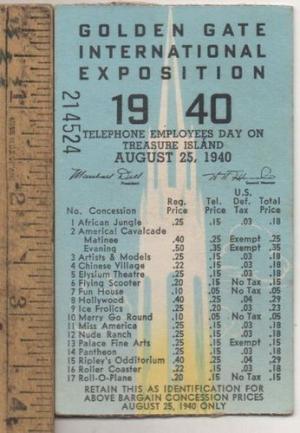 GOLDEN GATE
INTERNATIONAL
EXPOSITION
1940
214524
TELEPHONE EMPLOYEES DAY ON
TREASURE ISLAND
AUGUST 25, 1940
President
General Manager
U.S.
Reg. Tel. Def.
No. Concession Price Price Tax Total
1 African Jungle .25 .15 .03 .18
2 America! Cavalcade
Matinee .40 .25 Exempt .25
Evening .50 .35 Exempt .35
3 Artists & Models .25 .15 .03 .18
4 Chinese Village .22 .15 .03 .18
5 Elysium Theatre .25 .15 .03 .18
6 Flying Scooter .20 .15 No Tax .15
7 Fun House .10 .05 No Tax .05
8 Hollywood .40 .25 .04 .29
9 Ice Frolics .25 .20 .03 .23
10 Merry Go Round .10 .05 No Tax .05
11 Miss America .25 .15 .03 .18
12 Nude Ranch .25 .15 .03 .18
13 Palace Fine Arts .25 .15 Exempt .15
14 Pantheon .25 .15 .03 .18
15 Ripley's Odditorium .40 .25 .04 .29
16 Roller Coaster .22 .15 .03 .18
17 Roll-O-Plane .20 .15 No Tax .15
RETAIN THIS AS IDENTIFICATION FOR
ABOVE BARGAIN CONCESSION PRICES
AUGUST 25, 1940 ONLY